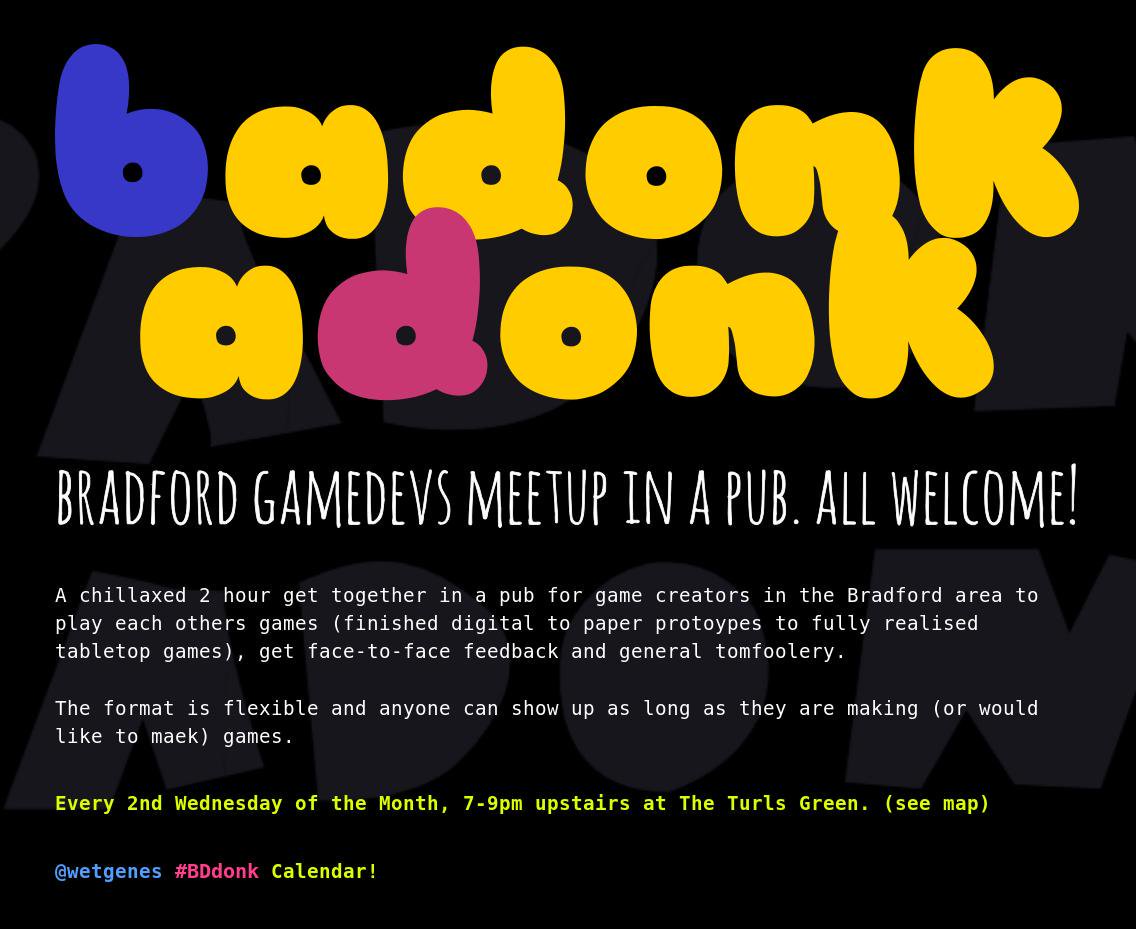 badonk
adonk
BRADFORD GAMEDEVS MEETUP IN A PUB. ALL WELCOME!
A chillaxed 2 hour get together in a pub for game creators in the Bradford area to
play each others games (finished digital to paper protoypes to fully realised
tabletop games), get face-to-face feedback and general tomfoolery.
The format is flexible and anyone can show up as long as they are making (or would
like to maek) games.
Every 2nd Wednesday of the Month, 7-9pm upstairs at The Turls Green. (see map)
@wetgenes #BDdonk Calendar!